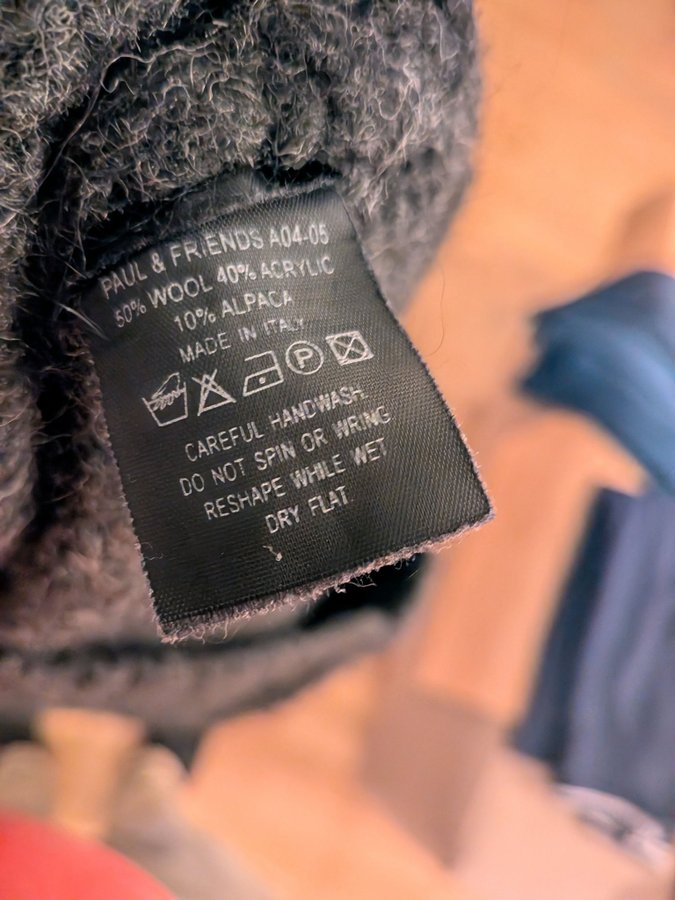 PAUL & FRIENDS A04-05
50% WOOL 40% ACRYLIC
10% ALPACA
MADE IN ITALY
P
CAREFUL HANDWASH.
DO NOT SPIN OR WRING
RESHAPE WHILE WET
DRY FLAT.